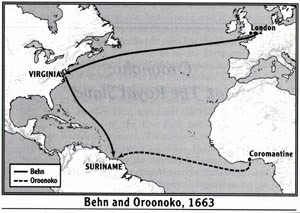 London
VIRGINIA
Coromantine
Behn
Oroonoko
SURINAME
Behn and Oroonoko, 1663